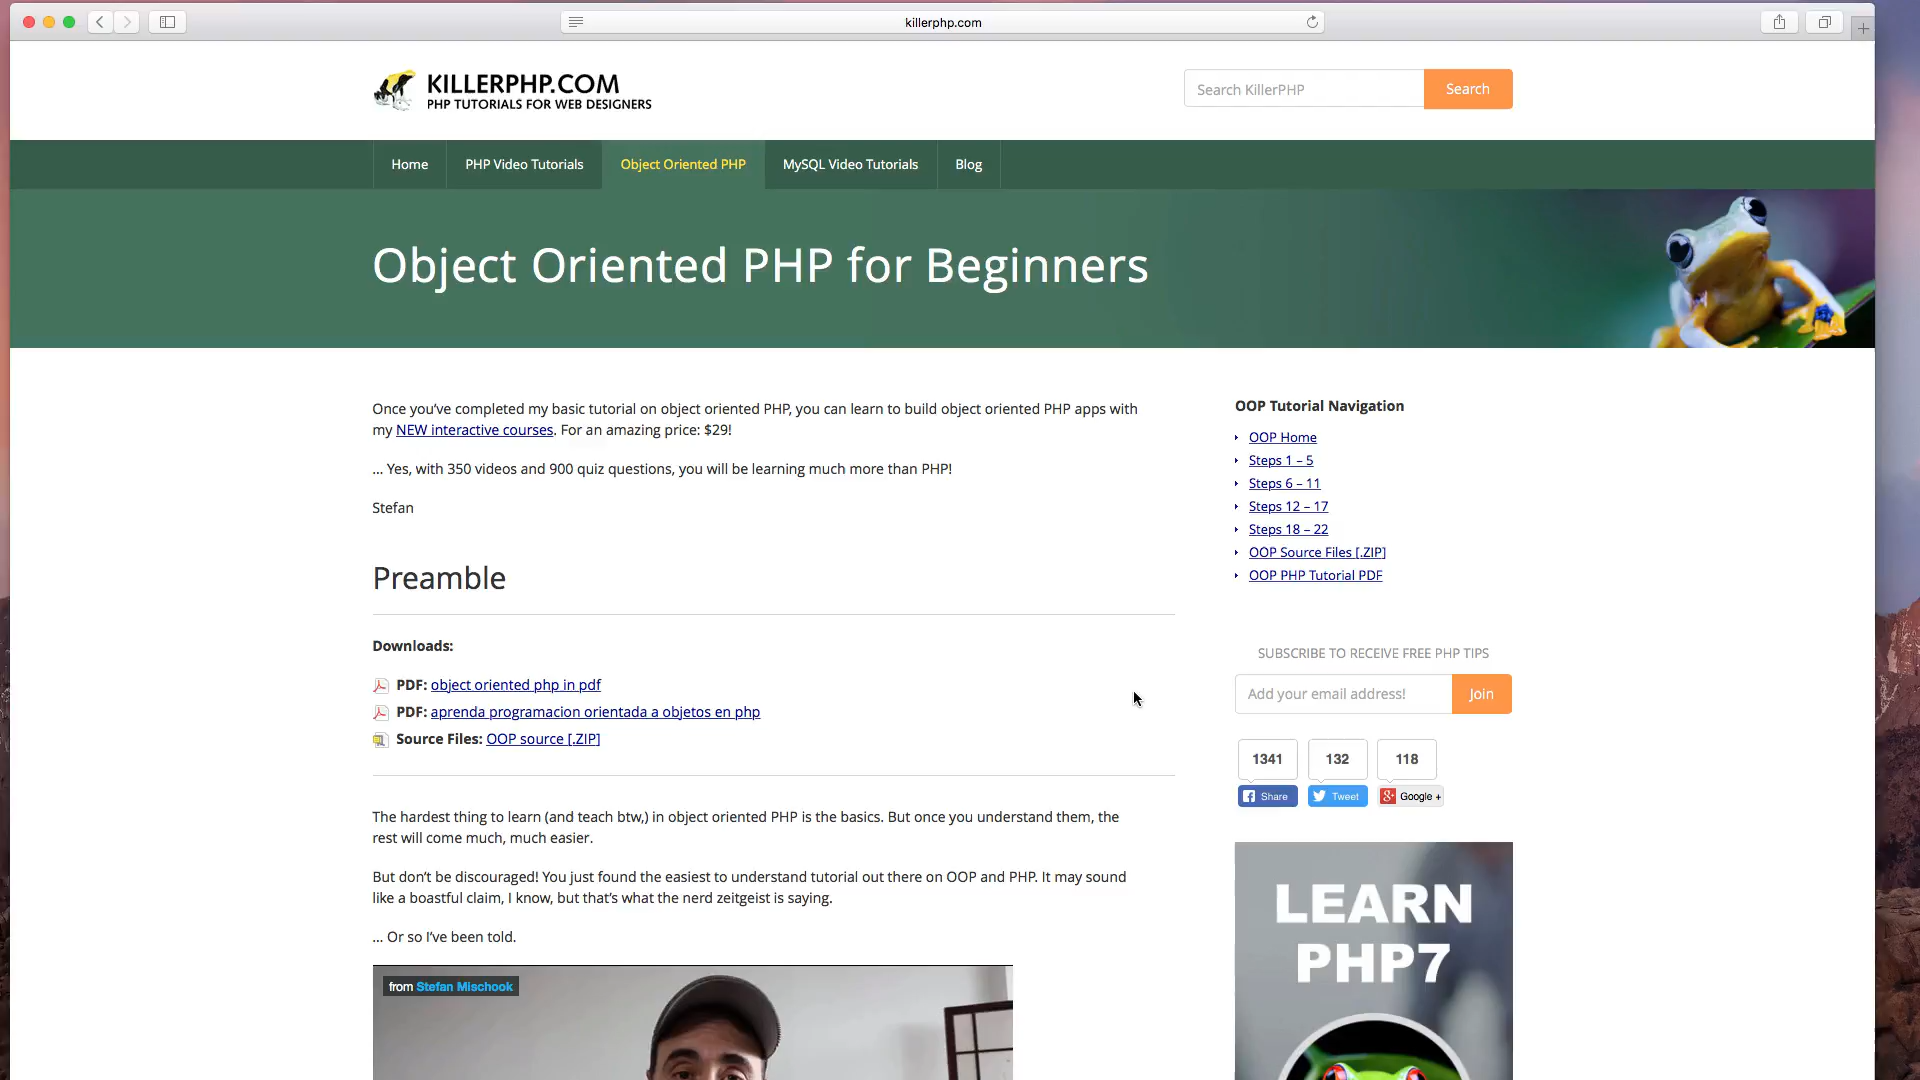 killerphp.com
KILLERPHP.COM
PHP TUTORIALS FOR WEB DESIGNERS
Search KillerPHP
Search
Home
PHP Video Tutorials
Object Oriented PHP
MySQL Video Tutorials
Blog
Object Oriented PHP for Beginners
Once you've completed my basic tutorial on object oriented PHP, you can learn to build object oriented PHP apps with
my NEW interactive courses. For an amazing price: $29!
... Yes, with 350 videos and 900 quiz questions, you will be learning much more than PHP!
Stefan
Preamble
Downloads:
PDF: object oriented php in pdf
PDF: aprenda programacion orientada a objetos en php
Source Files: OOP source [.ZIP]
The hardest thing to learn (and teach btw,) in object oriented PHP is the basics. But once you understand them, the
rest will come much, much easier.
But don't be discouraged! You just found the easiest to understand tutorial out there on OOP and PHP. It may sound
like a boastful claim, I know, but that's what the nerd zeitgeist is saying.
... Or so I've been told.
from Stefan Mischook
OOP Tutorial Navigation
OOP Home
Steps 1 – 5
Steps 6 – 11
Steps 12 – 17
Steps 18 – 22
OOP Source Files [.ZIP]
OOP PHP Tutorial PDF
SUBSCRIBE TO RECEIVE FREE PHP TIPS
Add your email address!
Join
1341
132
118
Share
Tweet
Google +
LEARN
PHP7